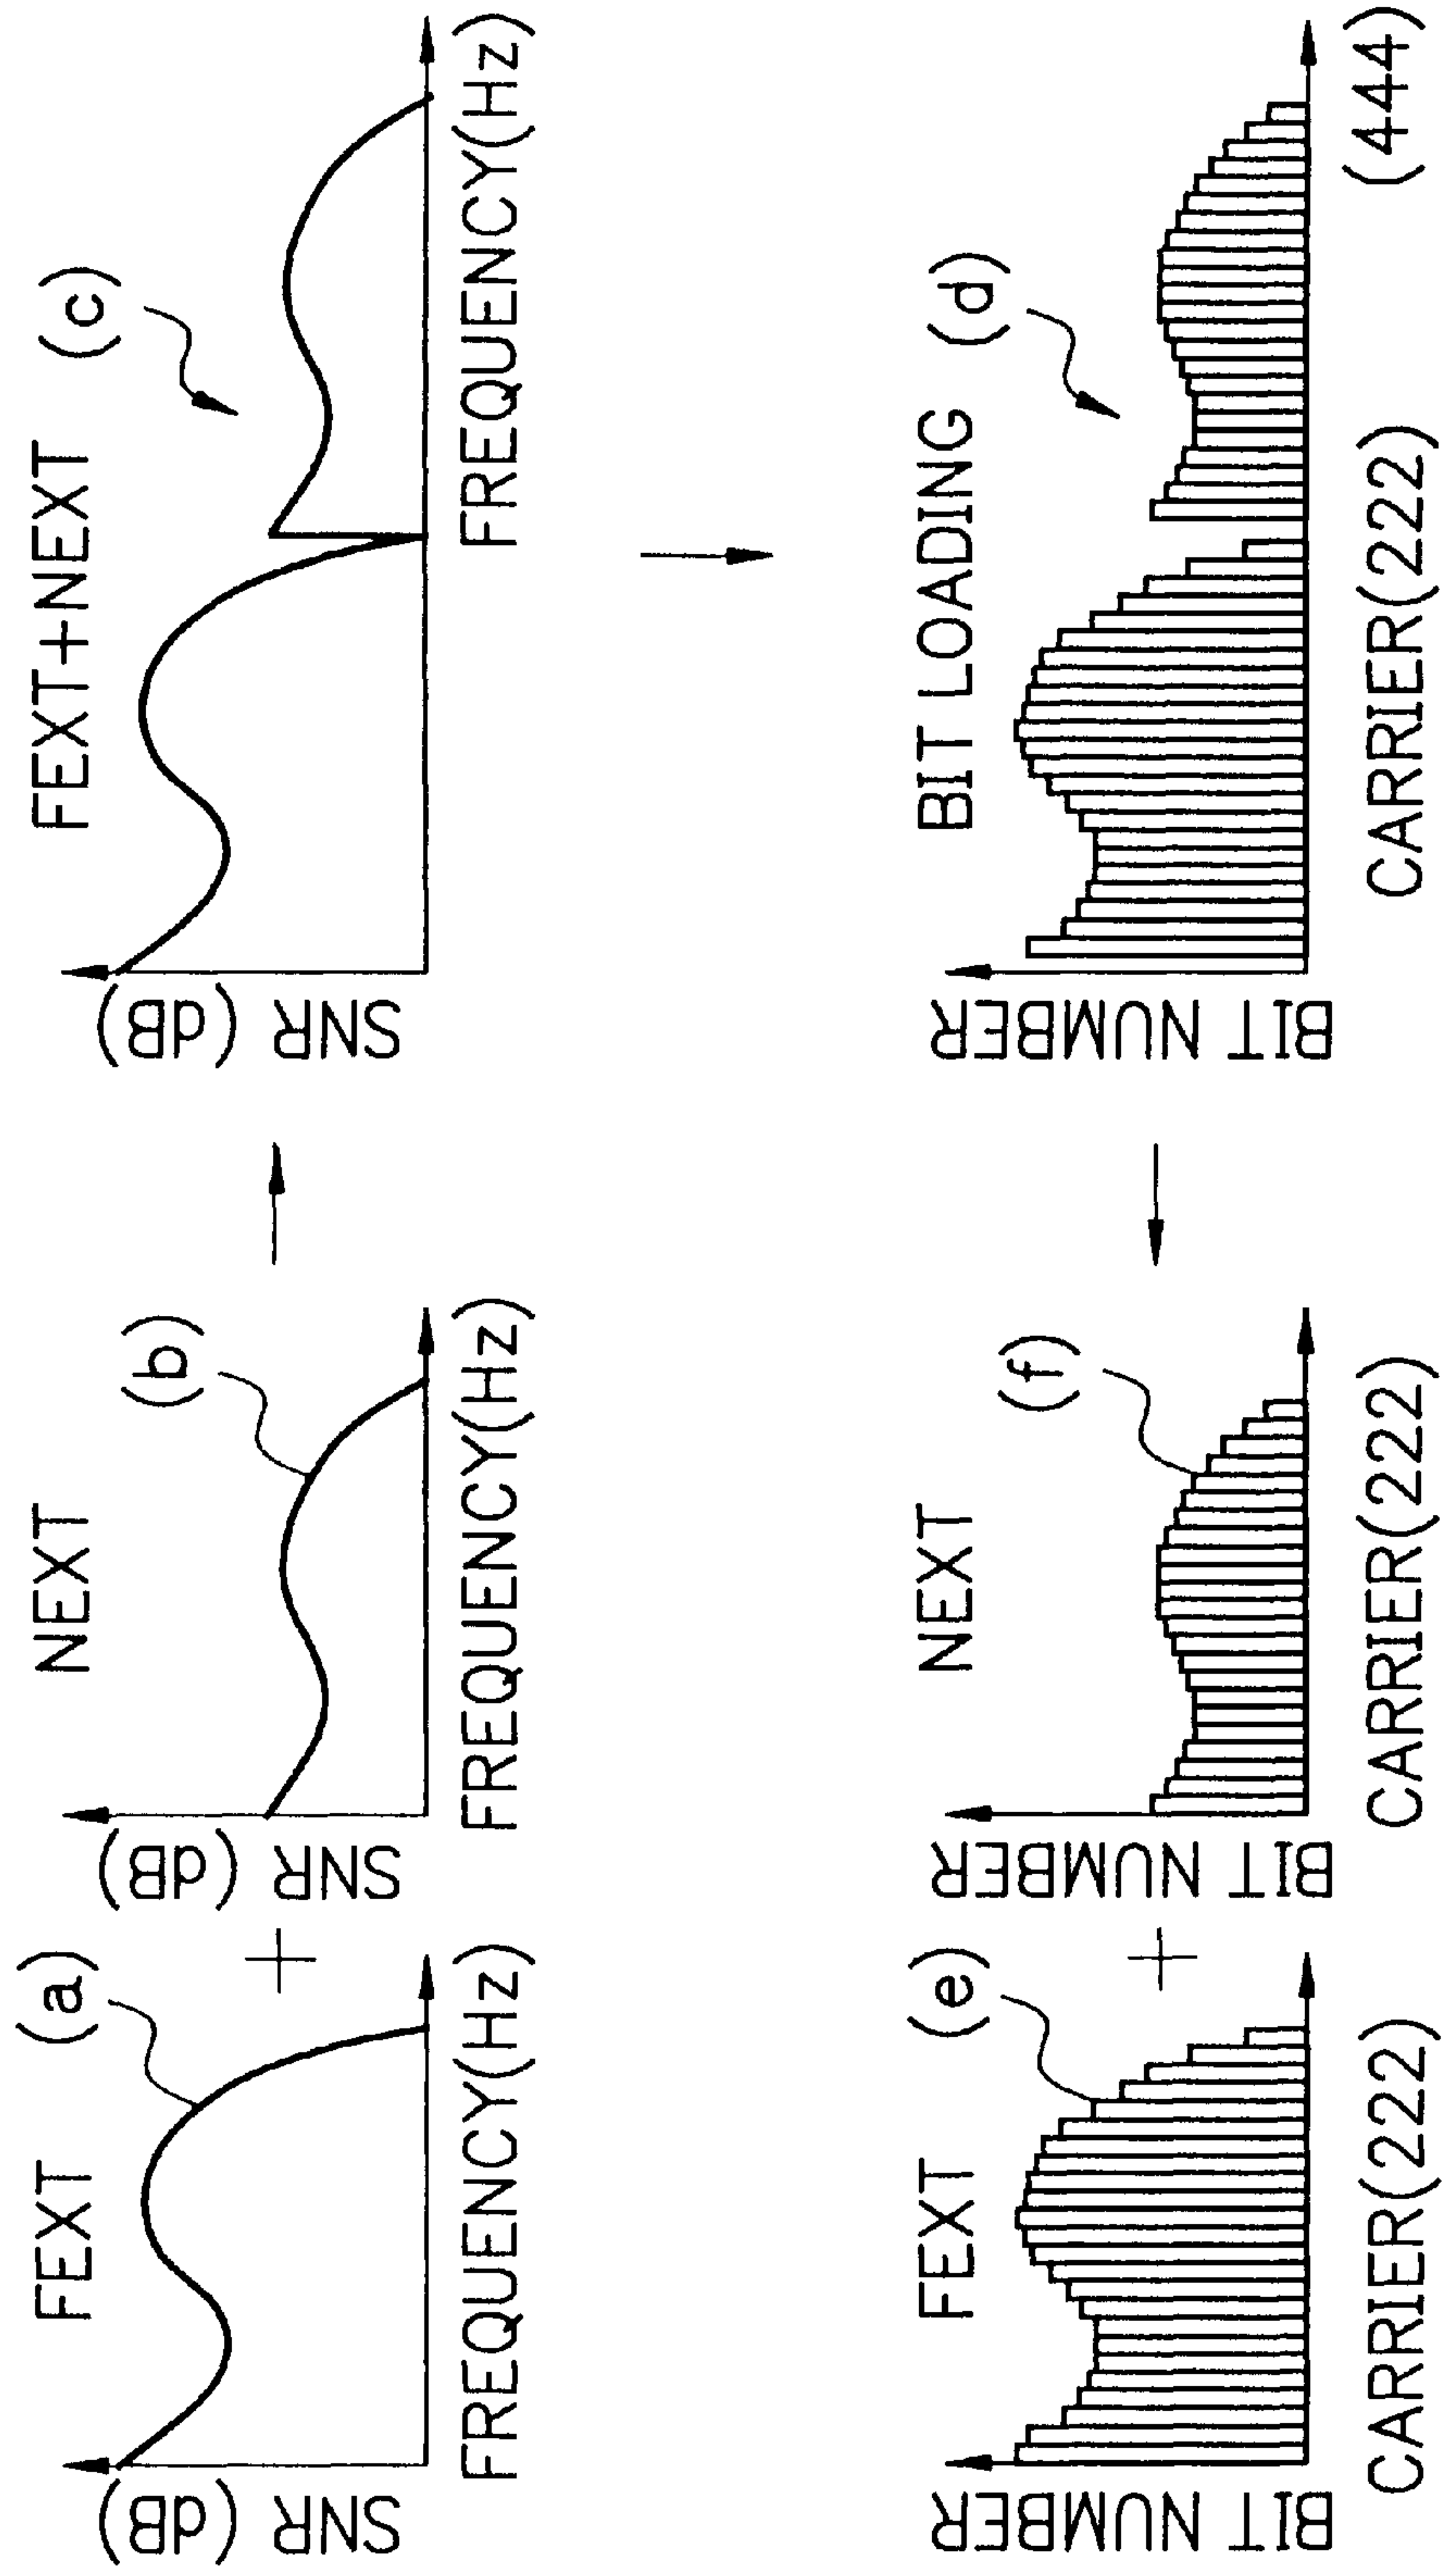 FEXT
(a)
SNR (dB)
FREQUENCY(Hz)
+
NEXT
(b)
SNR (dB)
FREQUENCY(Hz)
FEXT+NEXT
(c)
SNR (dB)
FREQUENCY(Hz)
FEXT
(e)
BIT NUMBER
CARRIER(222)
+
NEXT
(f)
BIT NUMBER
CARRIER(222)
BIT LOADING
(d)
BIT NUMBER
CARRIER(222)
(444)